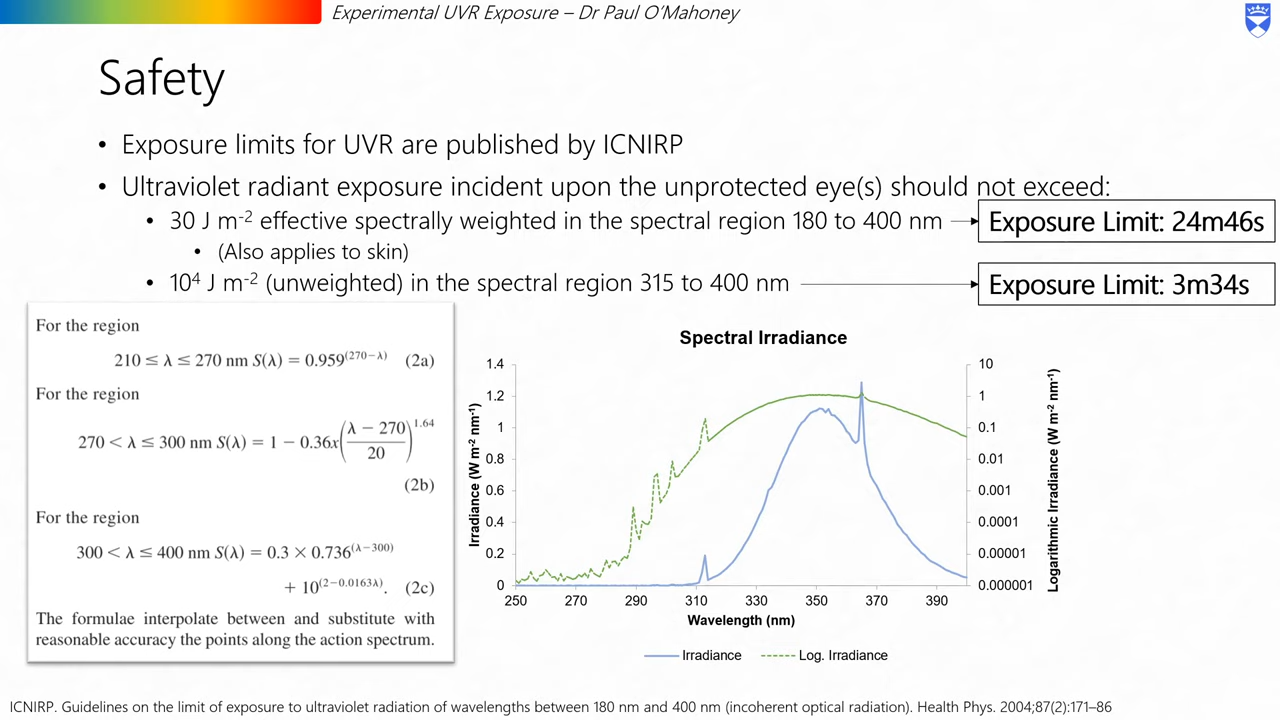 Experimental UVR Exposure – Dr Paul O'Mahoney
Safety
• Exposure limits for UVR are published by ICNIRP
• Ultraviolet radiant exposure incident upon the unprotected eye(s) should not exceed:
• 30 J m⁻² effective spectrally weighted in the spectral region 180 to 400 nm
Exposure Limit: 24m46s
• (Also applies to skin)
• 10⁴ J m⁻² (unweighted) in the spectral region 315 to 400 nm
Exposure Limit: 3m34s
For the region
210 ≤ λ ≤ 270 nm S(λ) = 0.959^(270−λ) (2a)
For the region
270 < λ ≤ 300 nm S(λ) = 1 − 0.36x((λ − 270)/20)^1.64
(2b)
For the region
300 < λ ≤ 400 nm S(λ) = 0.3 × 0.736^(λ−300)
+ 10^(2−0.0163λ). (2c)
The formulae interpolate between and substitute with
reasonable accuracy the points along the action spectrum.
Spectral Irradiance
Irradiance (W m⁻² nm⁻¹)
1.4
1.2
1
0.8
0.6
0.4
0.2
0
10
1
0.1
0.01
0.001
0.0001
0.00001
0.000001
Logarithmic Irradiance (W m⁻² nm⁻¹)
250 270 290 310 330 350 370 390
Wavelength (nm)
Irradiance Log. Irradiance
ICNIRP. Guidelines on the limit of exposure to ultraviolet radiation of wavelengths between 180 nm and 400 nm (incoherent optical radiation). Health Phys. 2004;87(2):171–86